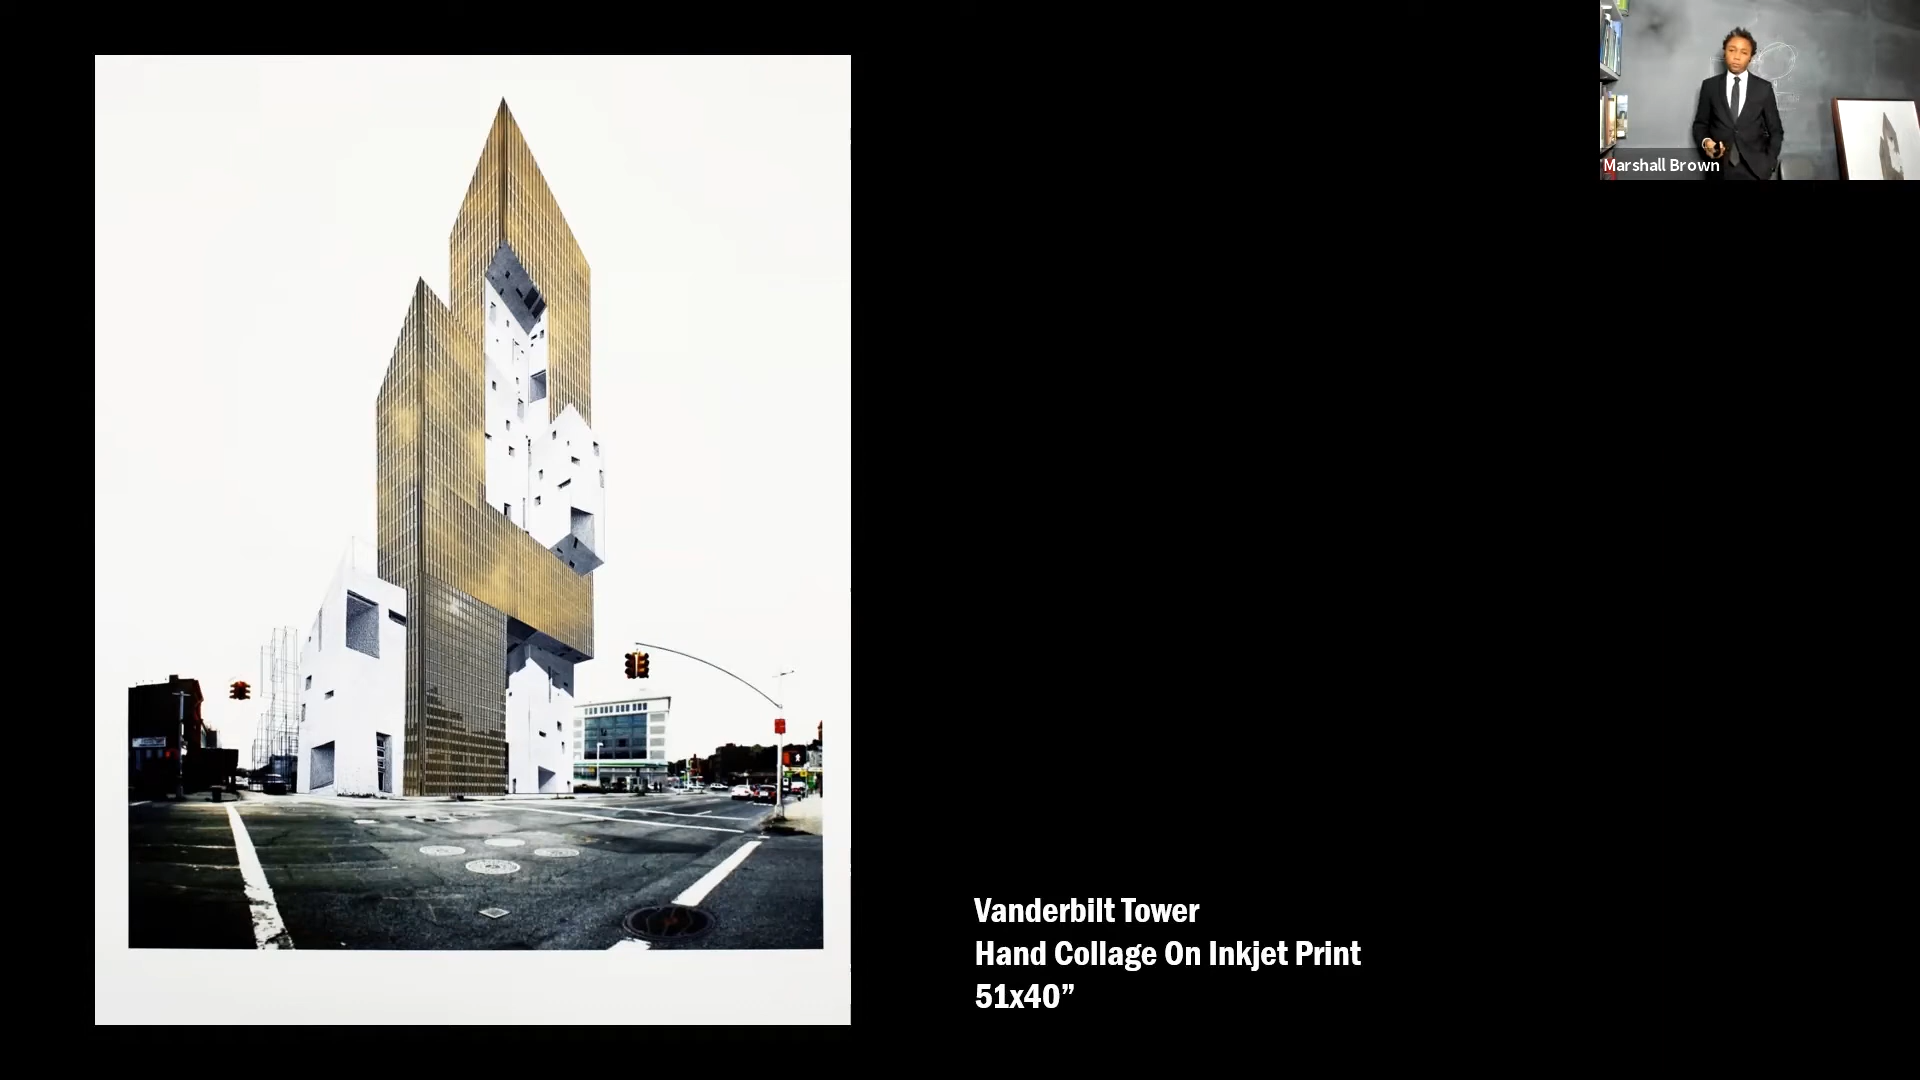 Marshall Brown
Vanderbilt Tower
Hand Collage On Inkjet Print
51x40”